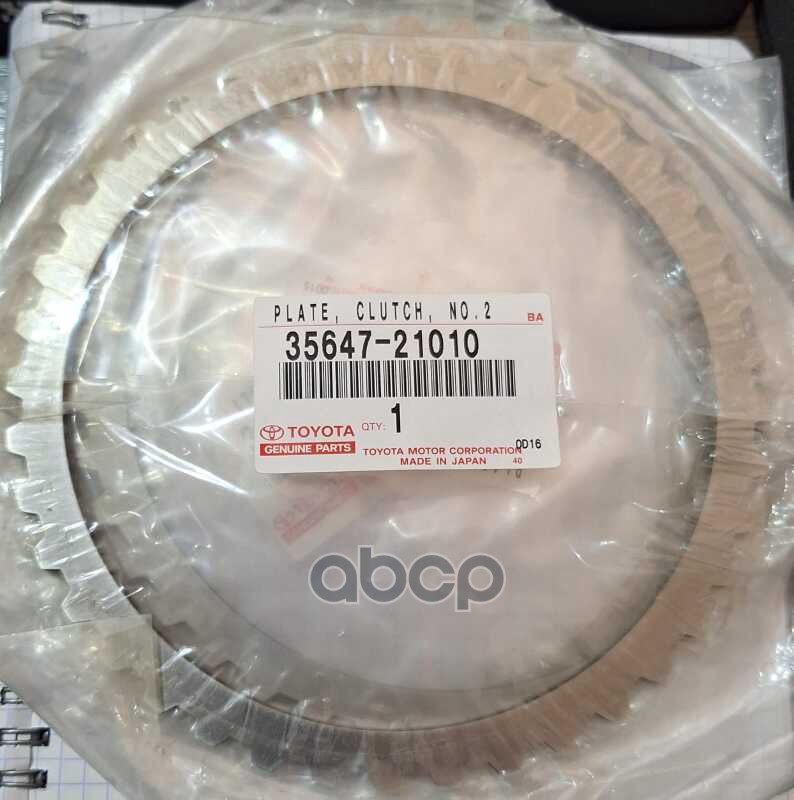 PLATE, CLUTCH, NO.2
BA
35647-21010
TOYOTA
GENUINE PARTS
QTY: 1
TOYOTA MOTOR CORPORATION
MADE IN JAPAN
0D16
40
abcp